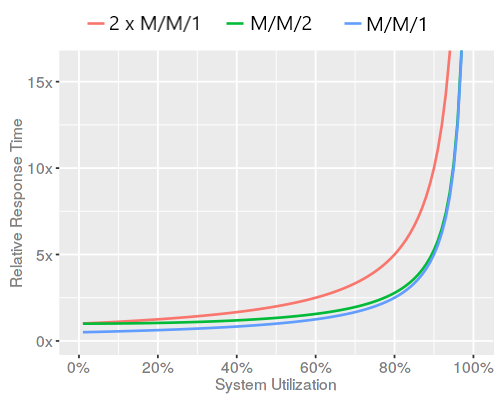 2 x M/M/1 M/M/2 M/M/1
15x
10x
5x
0x
Relative Response Time
0% 20% 40% 60% 80% 100%
System Utilization